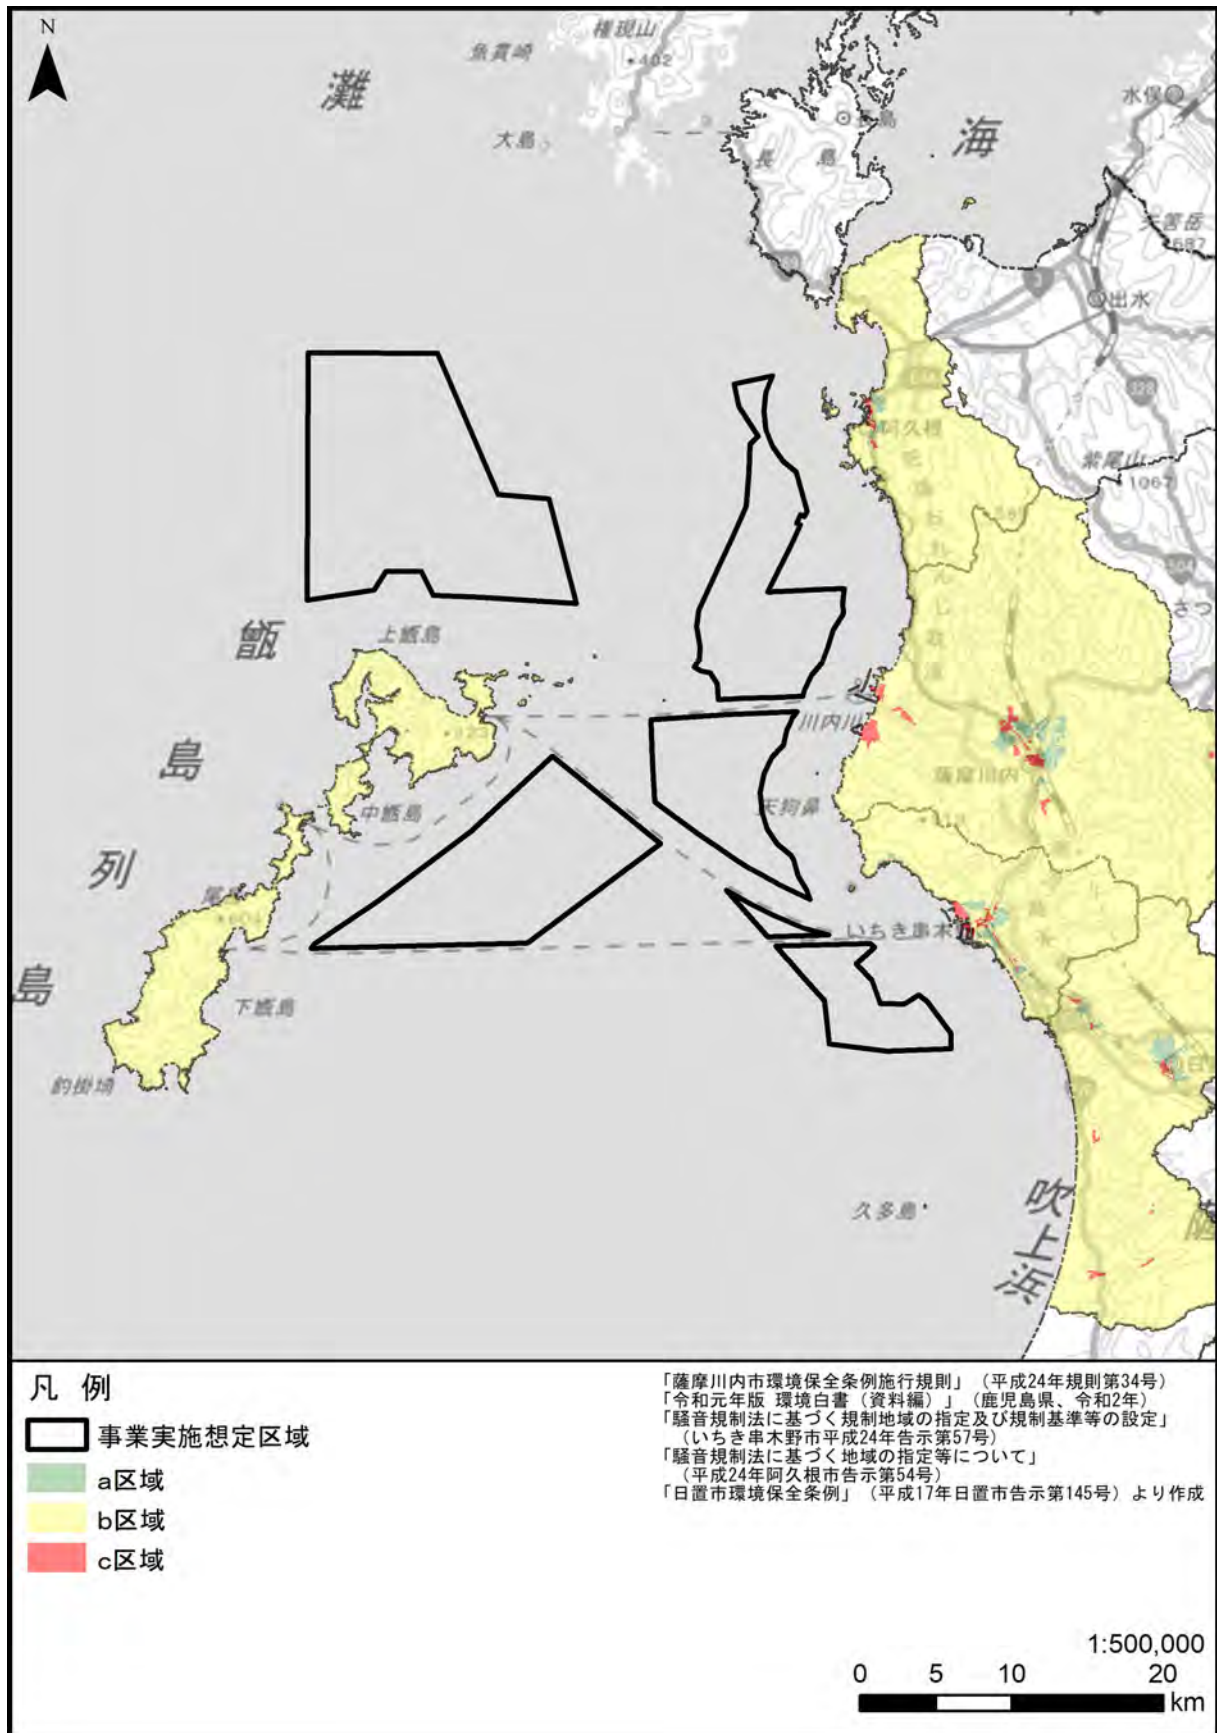 N
権現山
魚貫崎
・402
灘
水俣
長島
大島
海
長
島
・687
3
出水
328
紫尾山
・1067
阿久根
504
さつ
上甑島
甑
川内川
島
薩摩川内
中甑島
天狗鼻
列
いちき串木
島
下甑島
釣掛埼
久多島
吹上浜
凡 例
事業実施想定区域
a区域
b区域
c区域
「薩摩川内市環境保全条例施行規則」（平成24年規則第34号）
「令和元年版 環境白書（資料編）」（鹿児島県、令和2年）
「騒音規制法に基づく規制地域の指定及び規制基準等の設定」
（いちき串木野市平成24年告示第57号）
「騒音規制法に基づく地域の指定等について」
（平成24年阿久根市告示第54号）
「日置市環境保全条例」（平成17年日置市告示第145号）より作成
1:500,000
0 5 10 20
km